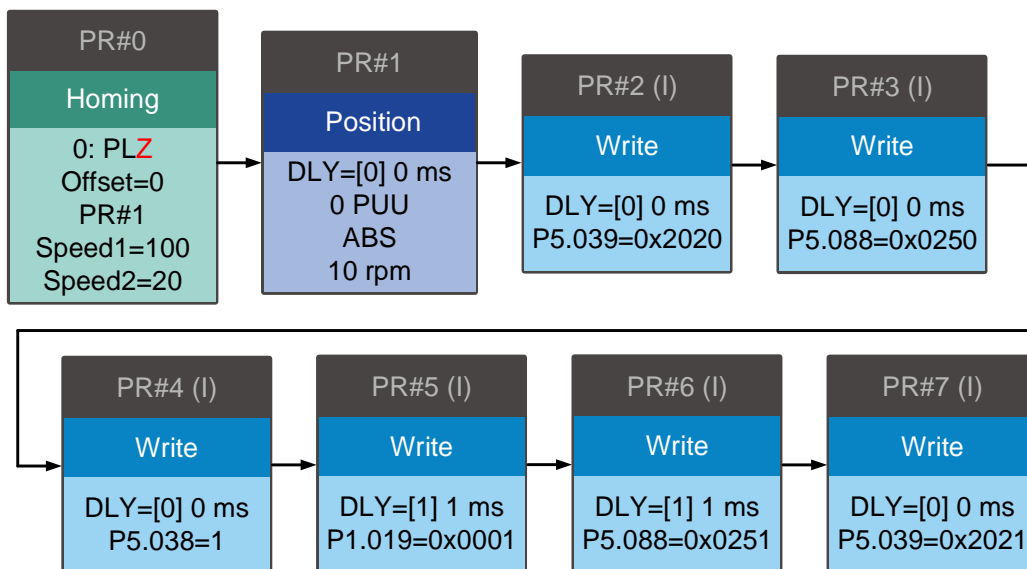 PR#0
Homing
0: PLZ
Offset=0
PR#1
Speed1=100
Speed2=20
PR#1
Position
DLY=[0] 0 ms
0 PUU
ABS
10 rpm
PR#2 (I)
Write
DLY=[0] 0 ms
P5.039=0x2020
PR#3 (I)
Write
DLY=[0] 0 ms
P5.088=0x0250
PR#4 (I)
Write
DLY=[0] 0 ms
P5.038=1
PR#5 (I)
Write
DLY=[1] 1 ms
P1.019=0x0001
PR#6 (I)
Write
DLY=[1] 1 ms
P5.088=0x0251
PR#7 (I)
Write
DLY=[0] 0 ms
P5.039=0x2021